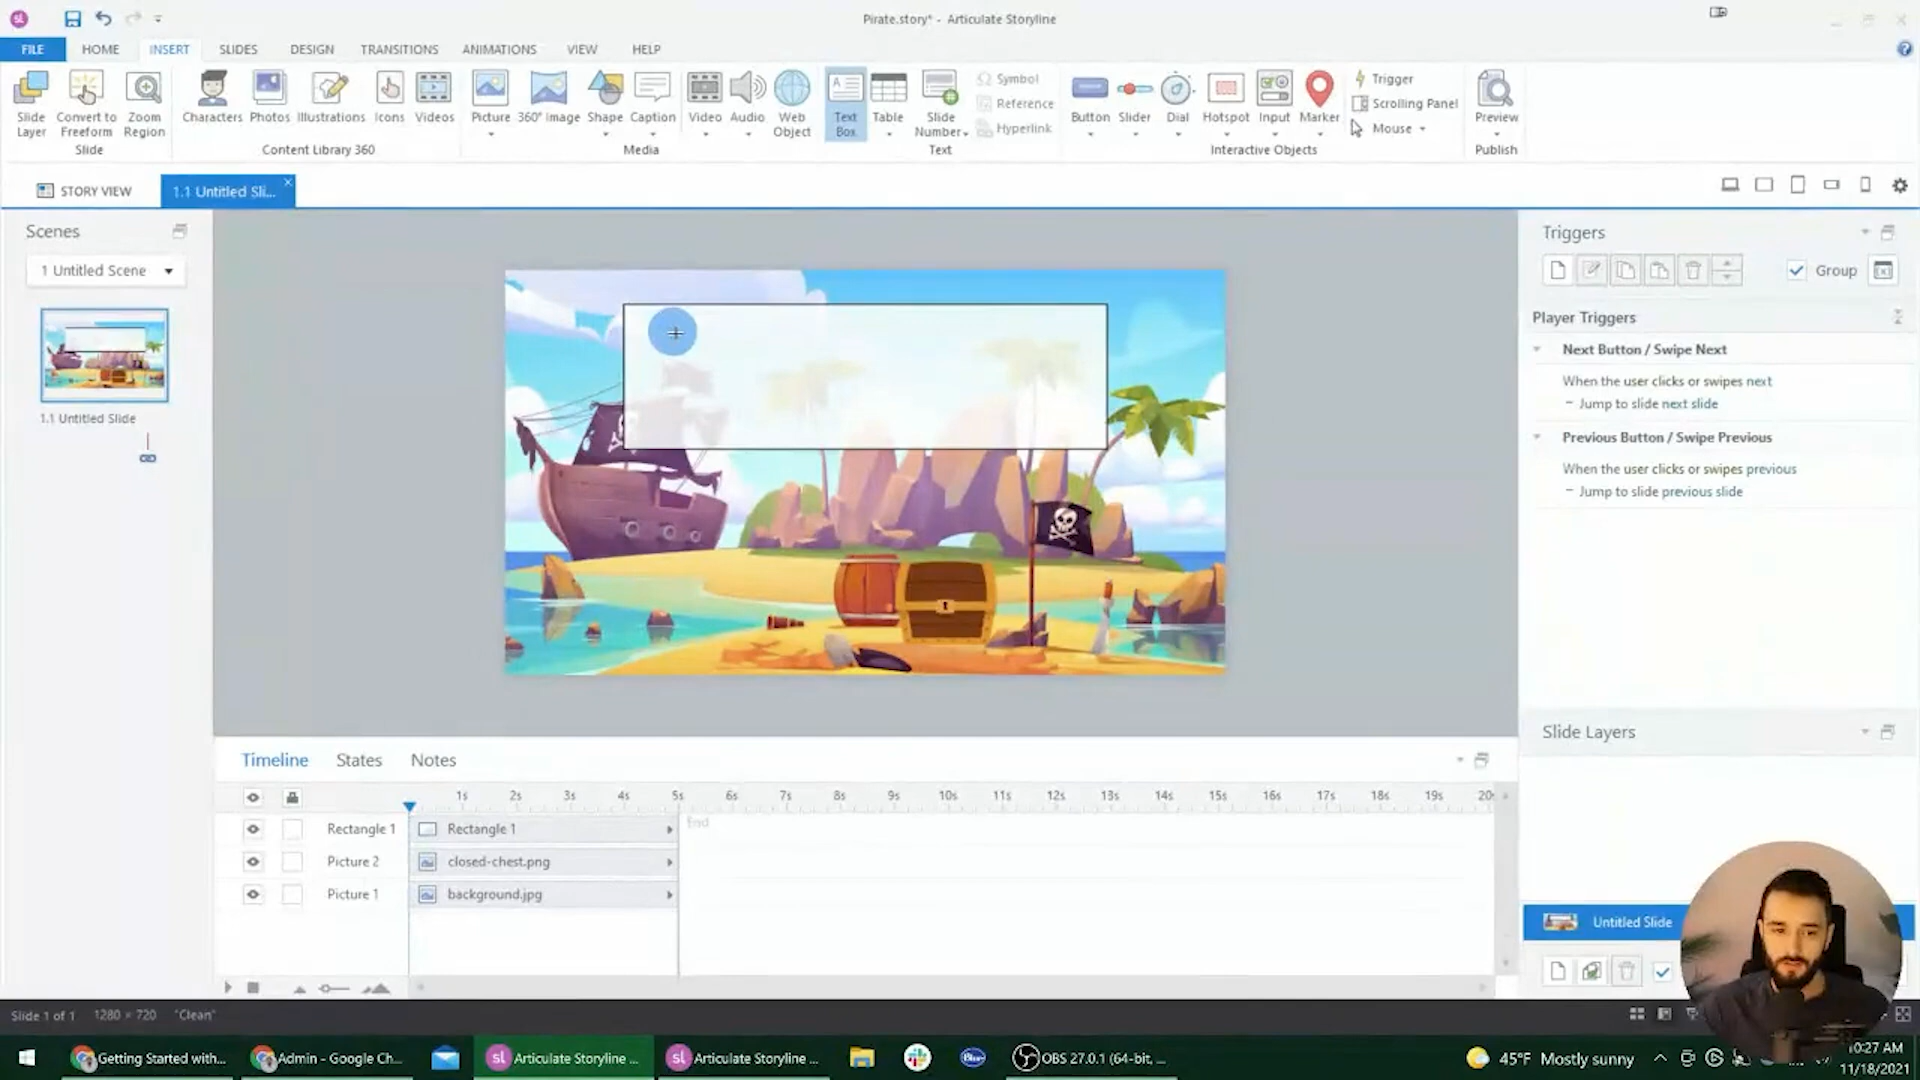 sl
Pirate.story* - Articulate Storyline
FILE HOME INSERT SLIDES DESIGN TRANSITIONS ANIMATIONS VIEW HELP
Slide Layer
Convert to Freeform
Zoom Region
Slide
Characters Photos Illustrations Icons Videos
Content Library 360
Picture 360° Image Shape Caption Video Audio Web Object
Media
Text Box Table Slide Number
Symbol
Reference
Hyperlink
Text
Button Slider Dial Hotspot Input Marker
Trigger
Scrolling Panel
Mouse
Interactive Objects
Preview
Publish
STORY VIEW
1.1 Untitled Sli...
Scenes
1 Untitled Scene
1.1 Untitled Slide
Triggers
Group
Player Triggers
Next Button / Swipe Next
When the user clicks or swipes next
- Jump to slide next slide
Previous Button / Swipe Previous
When the user clicks or swipes previous
- Jump to slide previous slide
Slide Layers
Untitled Slide
Timeline States Notes
1s 2s 3s 4s 5s 6s 7s 8s 9s 10s 11s 12s 13s 14s 15s 16s 17s 18s 19s 20
End
Rectangle 1 Rectangle 1
Picture 2 closed-chest.png
Picture 1 background.jpg
Slide 1 of 1 1280 × 720 "Clean"
Getting Started with...
Admin - Google Ch...
sl Articulate Storyline ...
sl Articulate Storyline ...
Blue
OBS 27.0.1 (64-bit, ...
45°F Mostly sunny
10:27 AM
11/18/2021